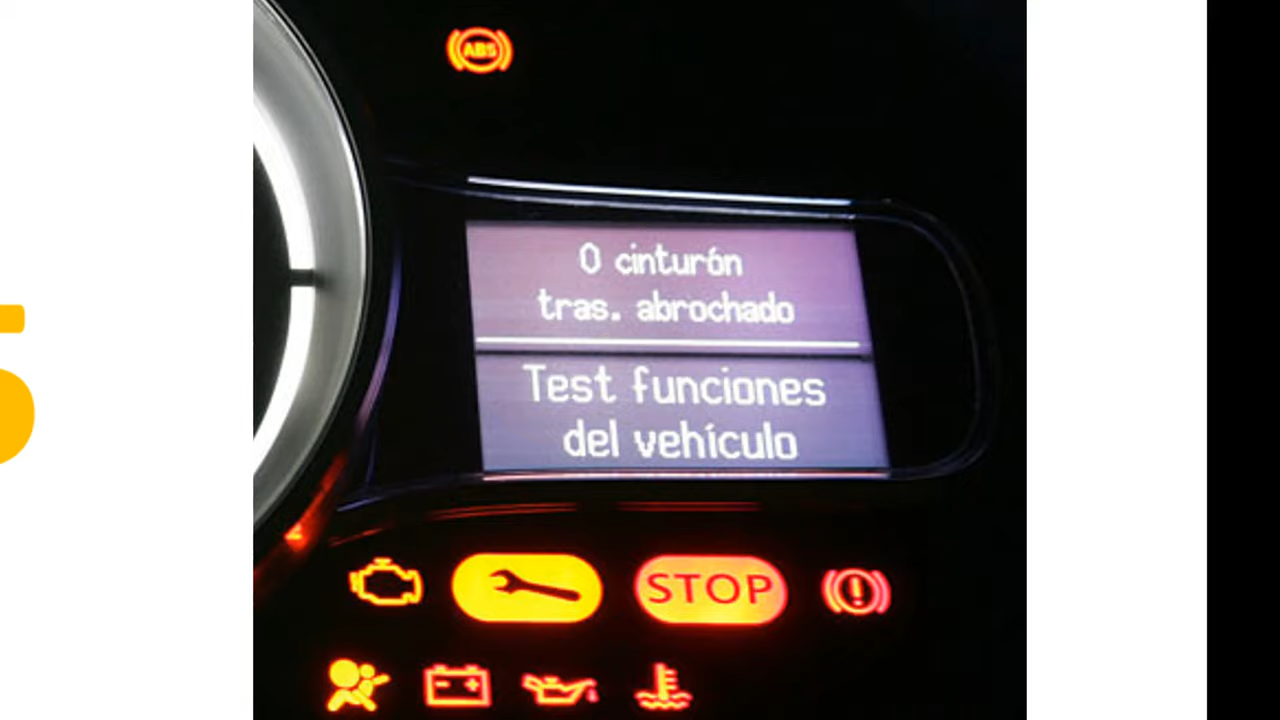 ABS
0 cinturón
tras. abrochado
Test funciones
del vehículo
STOP